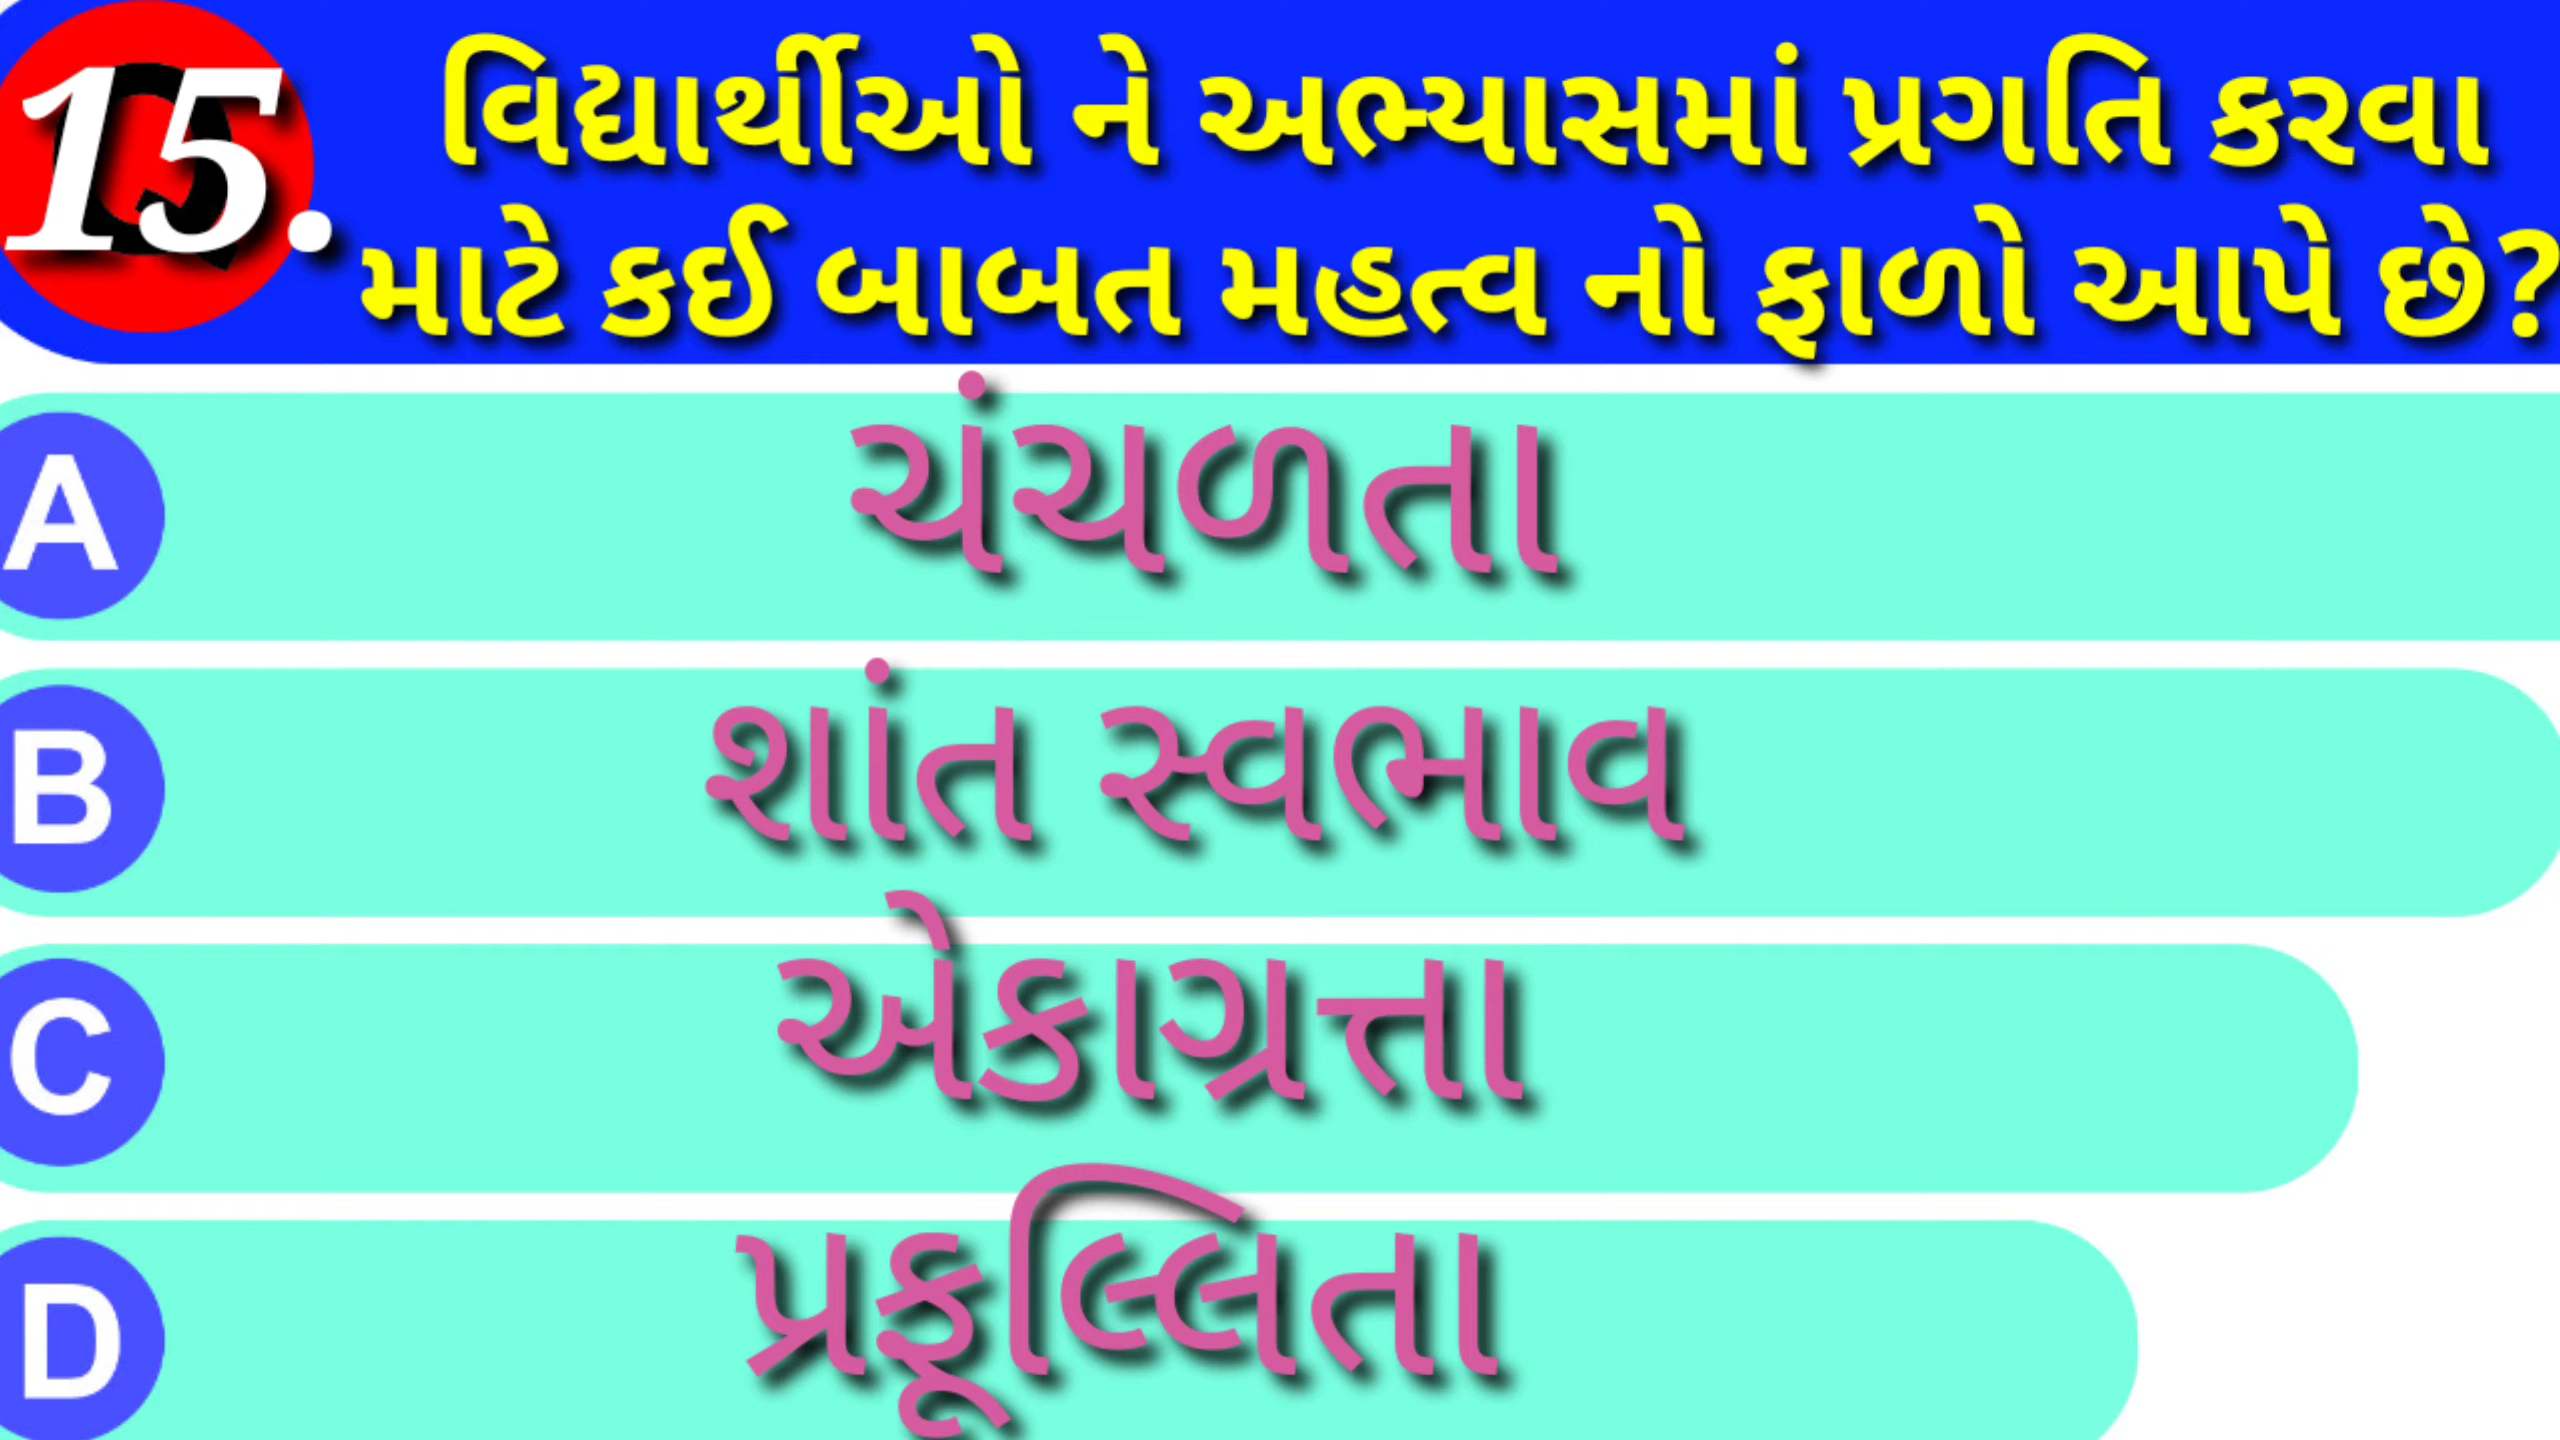 15. વિદ્યાર્થીઓ ને અભ્યાસમાં પ્રગતિ કરવા
માટે કઈ બાબત મહત્વ નો ફાળો આપે છે?
A ચંચળતા
B શાંત સ્વભાવ
C એકાગ્રત્તા
D પ્રફૂલ્લિતા